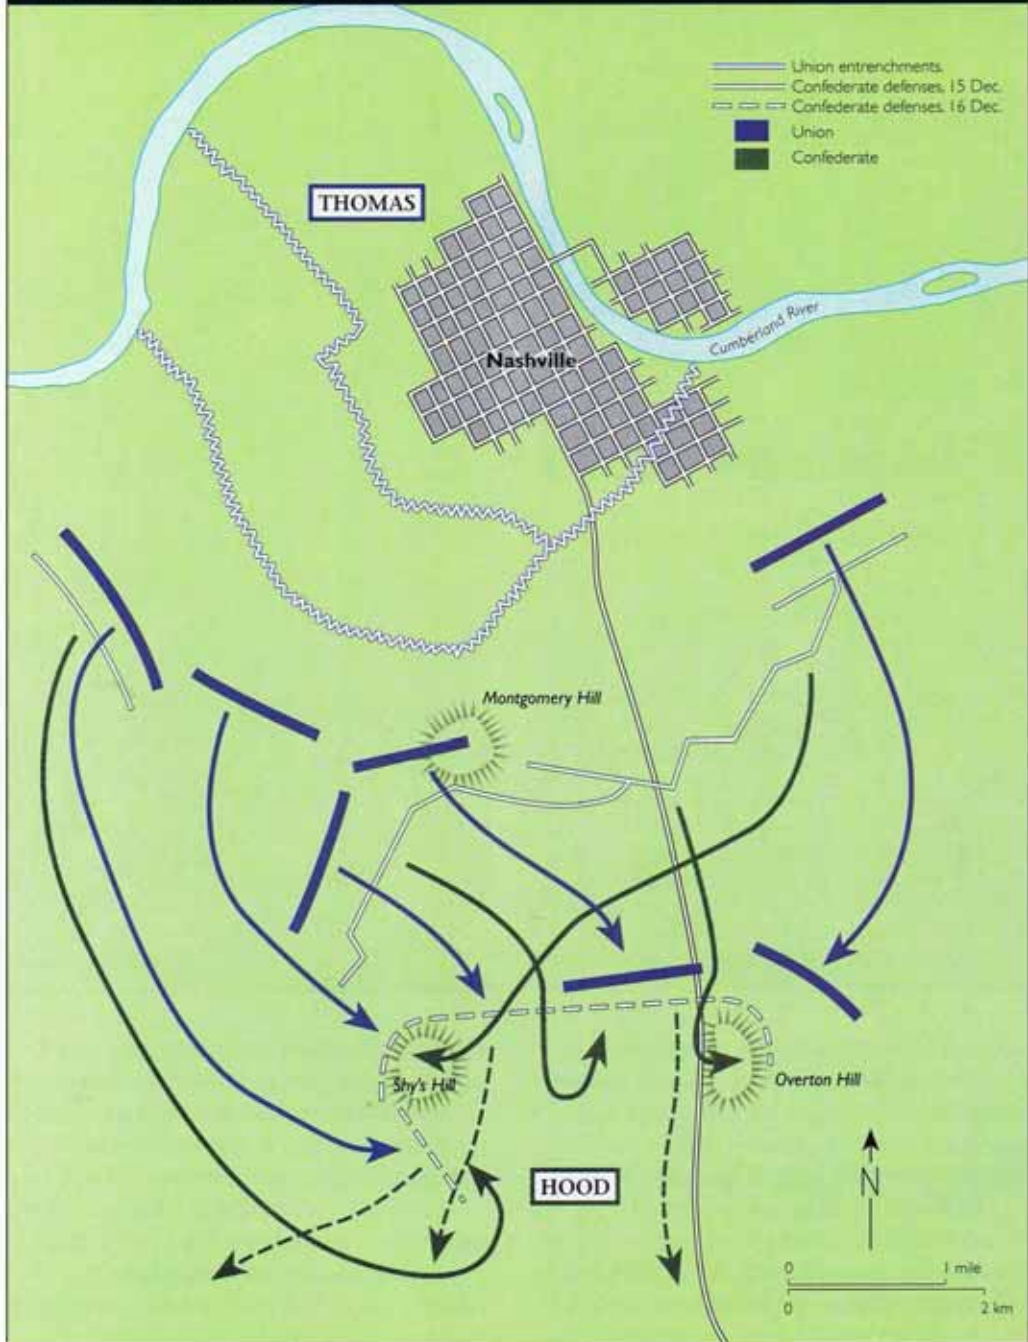 Union entrenchments.
Confederate defenses, 15 Dec.
Confederate defenses, 16 Dec.
Union
Confederate
THOMAS
Nashville
Cumberland River
Montgomery Hill
Shy's Hill
Overton Hill
HOOD
N
0 1 mile
0 2 km